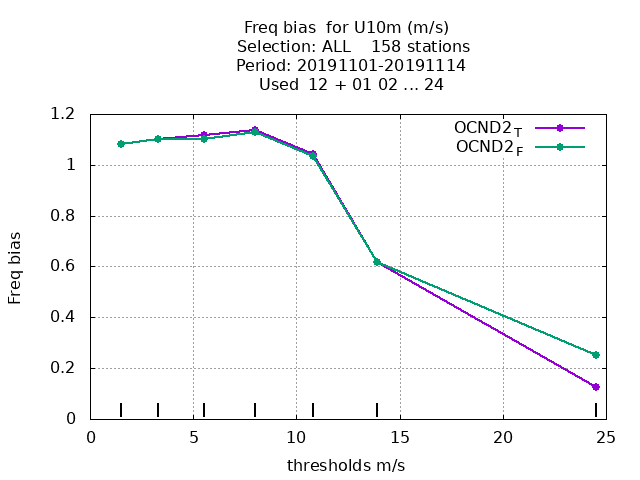 Freq bias  for U10m (m/s)
Selection: ALL    158 stations
Period: 20191101-20191114
Used  12 + 01 02 ... 24
OCND2T
OCND2F
1.2
1
0.8
0.6
0.4
0.2
0
Freq bias
0 5 10 15 20 25
thresholds m/s